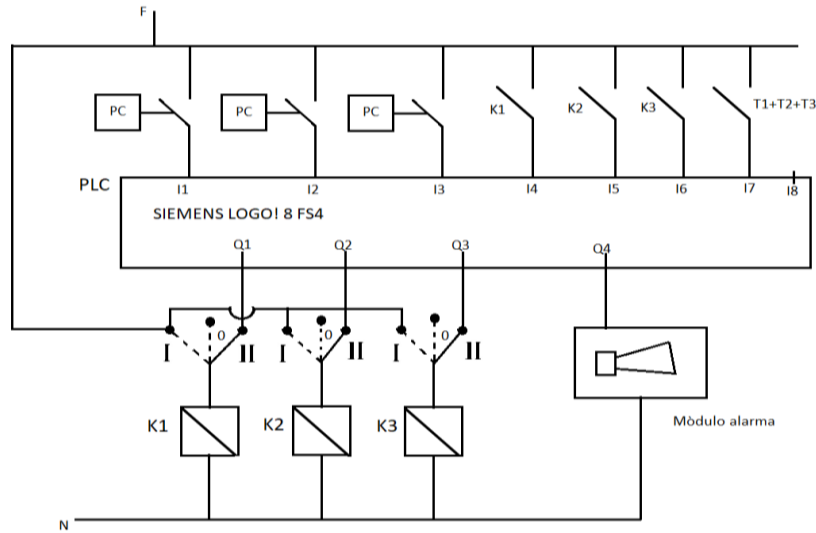 F
PC
PC
PC
K1
K2
K3
T1+T2+T3
PLC
I1
I2
I3
I4
I5
I6
I7
I8
SIEMENS LOGO! 8 FS4
Q1
Q2
Q3
Q4
I
0
II
I
0
II
I
0
II
K1
K2
K3
Mòdulo alarma
N